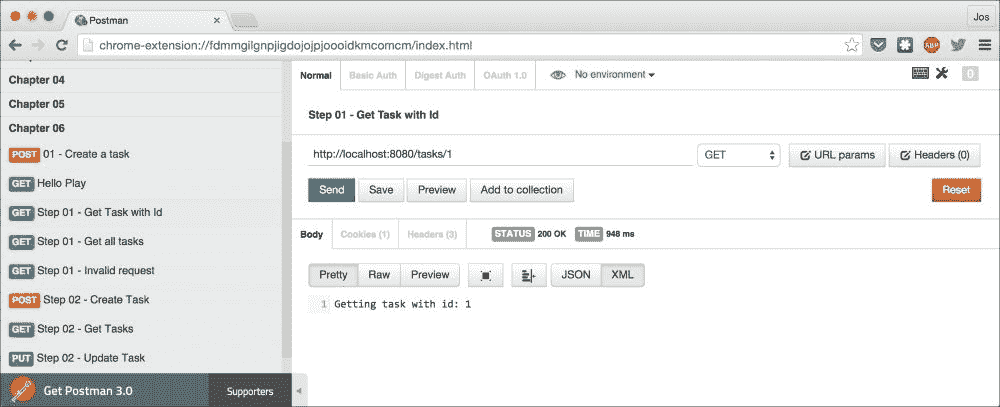 Postman
Jos
chrome-extension://fdmmgilgnpjigdojojpjoooidkmcomcm/index.html
ABP
Chapter 04
Chapter 05
Chapter 06
POST 01 - Create a task
GET Hello Play
GET Step 01 - Get Task with Id
GET Step 01 - Get all tasks
GET Step 01 - Invalid request
POST Step 02 - Create Task
GET Step 02 - Get Tasks
PUT Step 02 - Update Task
Get Postman 3.0
Supporters
Normal Basic Auth Digest Auth OAuth 1.0 No environment
0
Step 01 - Get Task with Id
http://localhost:8080/tasks/1 GET URL params Headers (0)
Send Save Preview Add to collection Reset
Body Cookies (1) Headers (3) STATUS 200 OK TIME 948 ms
Pretty Raw Preview JSON XML
1 Getting task with id: 1